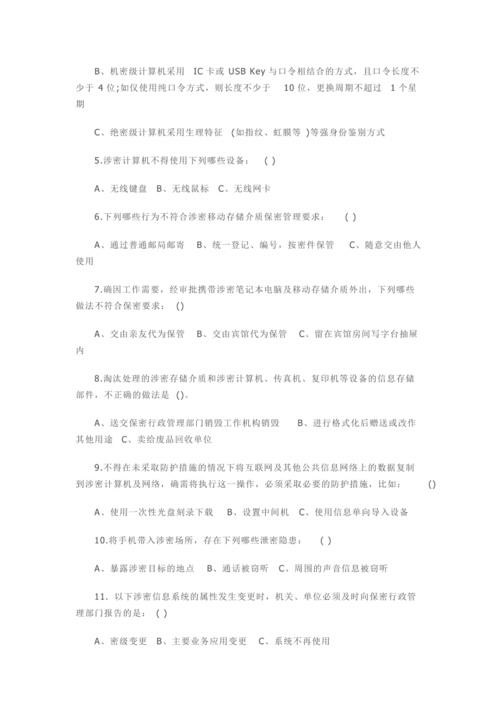 B、机密级计算机采用 IC 卡或 USB Key 与口令相结合的方式，且口令长度不
少于 4 位;如仅使用纯口令方式，则长度不少于 10 位，更换周期不超过 1 个星
期
C、绝密级计算机采用生理特征 (如指纹、虹膜等 )等强身份鉴别方式
5.涉密计算机不得使用下列哪些设备： ( )
A、无线键盘 B、无线鼠标 C、无线网卡
6.下列哪些行为不符合涉密移动存储介质保密管理要求： ( )
A、通过普通邮局邮寄 B、统一登记、编号，按密件保管 C、随意交由他人
使用
7.确因工作需要，经审批携带涉密笔记本电脑及移动存储介质外出，下列哪些
做法不符合保密要求： ()
A、交由亲友代为保管 B、交由宾馆代为保管 C、留在宾馆房间写字台抽屉
内
8.淘汰处理的涉密存储介质和涉密计算机、传真机、复印机等设备的信息存储
部件，不正确的做法是 ()。
A、送交保密行政管理部门销毁工作机构销毁 B、进行格式化后赠送或改作
其他用途 C、卖给废品回收单位
9.不得在未采取防护措施的情况下将互联网及其他公共信息网络上的数据复制
到涉密计算机及网络，确需将执行这一操作，必须采取必要的防护措施，比如： ()
A、使用一次性光盘刻录下载 B、设置中间机 C、使用信息单向导入设备
10.将手机带入涉密场所，存在下列哪些泄密隐患： ( )
A、暴露涉密目标的地点 B、通话被窃听 C、周围的声音信息被窃听
11．以下涉密信息系统的属性发生变更时，机关、单位必须及时向保密行政管
理部门报告的是： ( )
A、密级变更 B、主要业务应用变更 C、系统不再使用